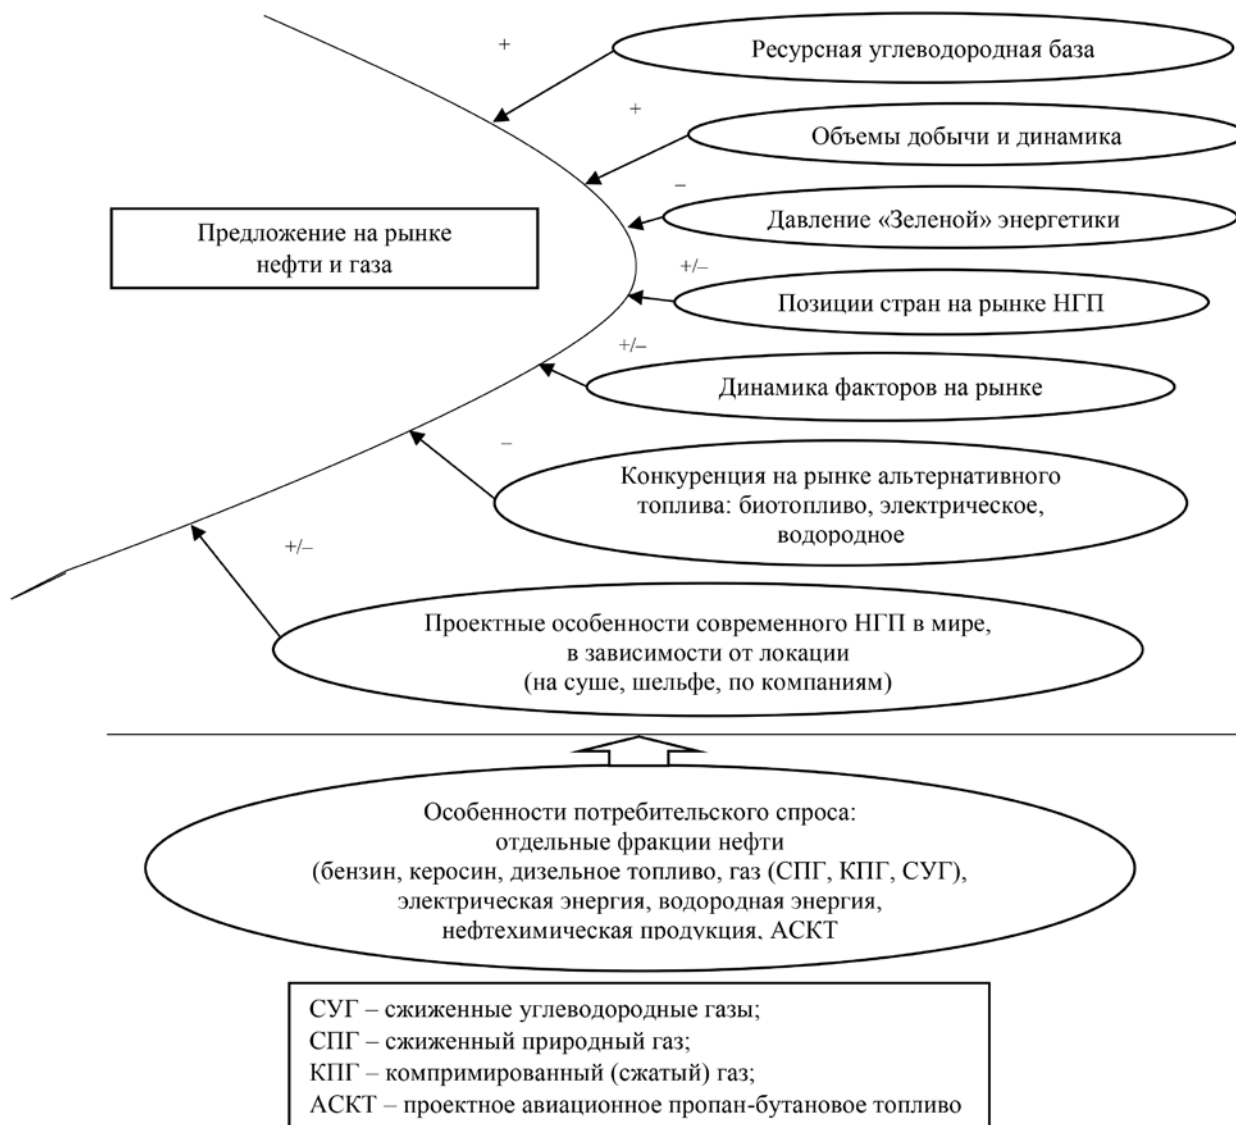 +
Ресурсная углеводородная база
+
Объемы добычи и динамика
–
Давление «Зеленой» энергетики
Предложение на рынке
нефти и газа
+/–
Позиции стран на рынке НГП
+/–
Динамика факторов на рынке
–
Конкуренция на рынке альтернативного
топлива: биотопливо, электрическое,
водородное
+/–
Проектные особенности современного НГП в мире,
в зависимости от локации
(на суше, шельфе, по компаниям)
Особенности потребительского спроса:
отдельные фракции нефти
(бензин, керосин, дизельное топливо, газ (СПГ, КПГ, СУГ),
электрическая энергия, водородная энергия,
нефтехимическая продукция, АСКТ
СУГ – сжиженные углеводородные газы;
СПГ – сжиженный природный газ;
КПГ – компримированный (сжатый) газ;
АСКТ – проектное авиационное пропан-бутановое топливо